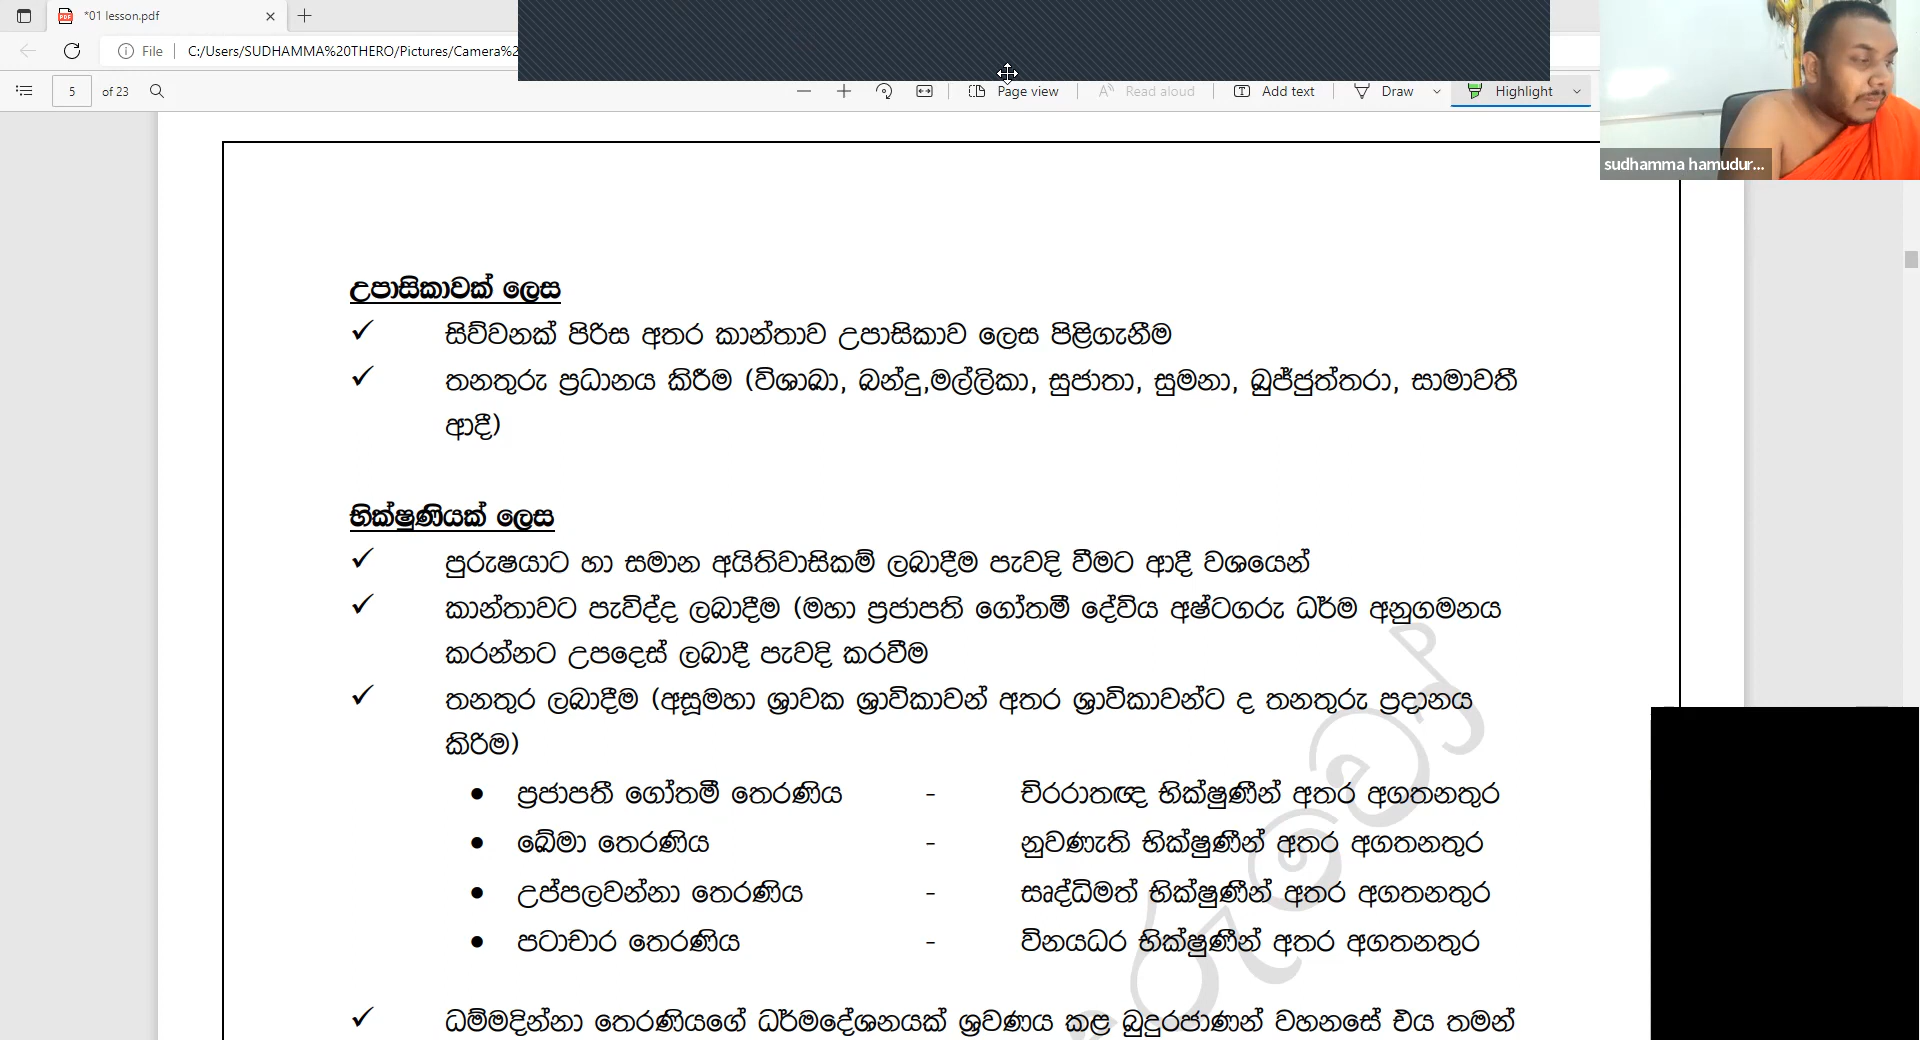 *01 lesson.pdf
File
C:/Users/SUDHAMMA%20THERO/Pictures/Camera%2
5 of 23
Page view
Read aloud
Add text
Draw
Highlight
sudhamma hamudur...
උපාසිකාවක් ලෙස
සිව්වනක් පිරිස අතර කාන්තාව උපාසිකාව ලෙස පිළිගැනීම
තනතුරු ප්‍රධානය කිරීම (විශාඛා, බන්දු,මල්ලිකා, සුජාතා, සුමනා, ඛුජ්ජුත්තරා, සාමාවතී
ආදී)
භික්ෂුණියක් ලෙස
පුරුෂයාට හා සමාන අයිතිවාසිකම් ලබාදීම පැවදි වීමට ආදී වශයෙන්
කාන්තාවට පැවිද්ද ලබාදීම (මහා ප්‍රජාපති ගෝතමී දේවිය අෂ්ටගරු ධර්ම අනුගමනය
කරන්නට උපදෙස් ලබාදී පැවදි කරවීම
තනතුර ලබාදීම (අසූමහා ශ්‍රාවක ශ්‍රාවිකාවන් අතර ශ්‍රාවිකාවන්ට ද තනතුරු ප්‍රදානය
කිරිම)
ප්‍රජාපතී ගෝතමී තෙරණිය - චිරරාතඥ භික්ෂුණීන් අතර අගතනතුර
ඛේමා තෙරණිය - නුවණැති භික්ෂුණීන් අතර අගතනතුර
උප්පලවන්නා තෙරණිය - සෘද්ධිමත් භික්ෂුණීන් අතර අගතනතුර
පටාචාර තෙරණිය - විනයධර භික්ෂුණීන් අතර අගතනතුර
ධම්මදින්නා තෙරණියගේ ධර්මදේශනයක් ශ්‍රවණය කළ බුදුරජාණන් වහනසේ එය තමන්